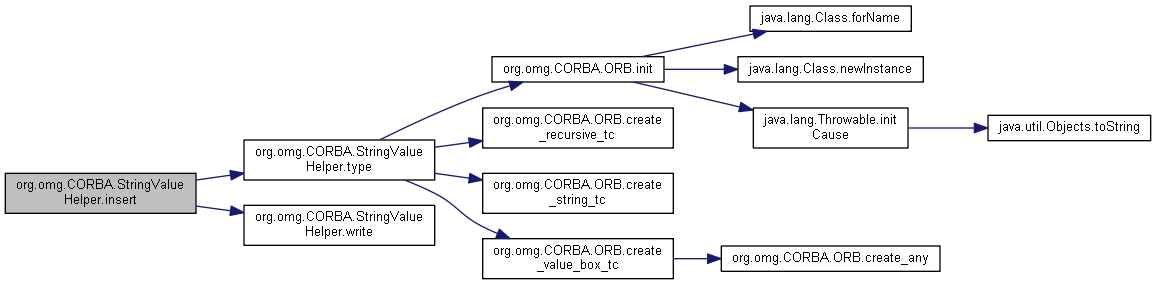 org.omg.CORBA.StringValue
Helper.insert
org.omg.CORBA.StringValue
Helper.type
org.omg.CORBA.StringValue
Helper.write
org.omg.CORBA.ORB.init
org.omg.CORBA.ORB.create
_recursive_tc
org.omg.CORBA.ORB.create
_string_tc
org.omg.CORBA.ORB.create
_value_box_tc
java.lang.Class.forName
java.lang.Class.newInstance
java.lang.Throwable.init
Cause
org.omg.CORBA.ORB.create_any
java.util.Objects.toString